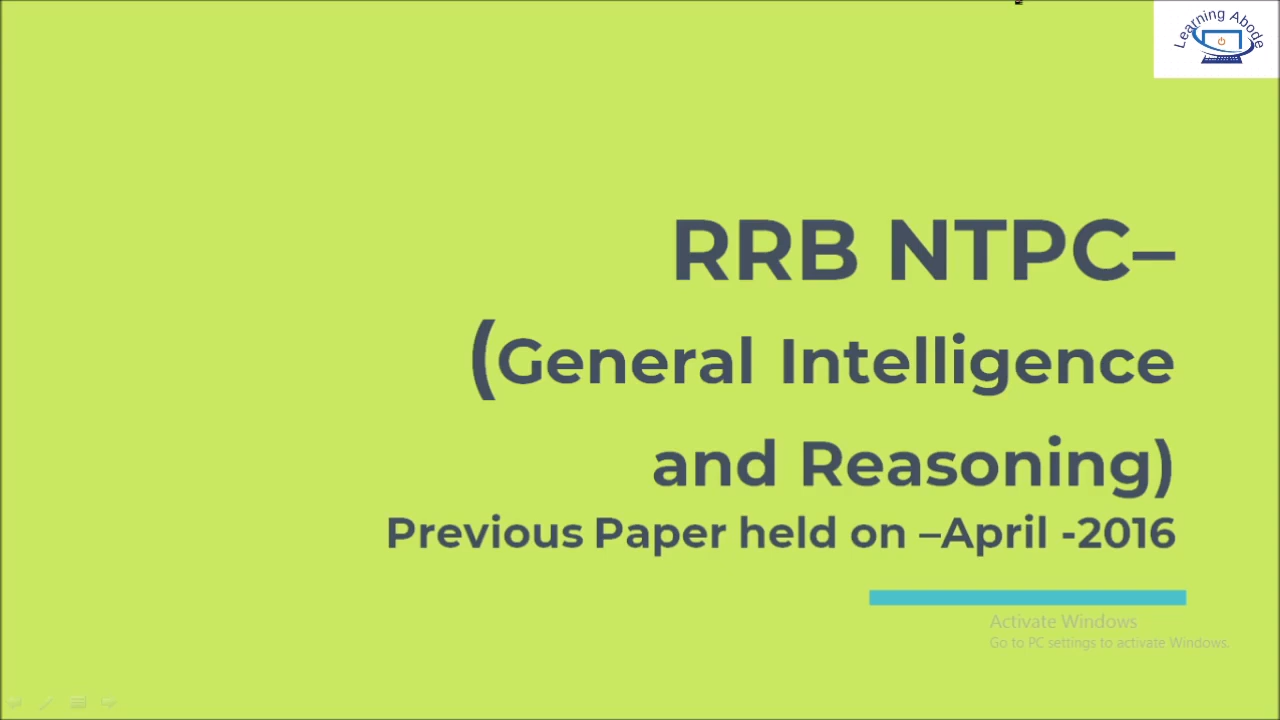 Learning Abode
RRB NTPC–
(General Intelligence
and Reasoning)
Previous Paper held on –April -2016
Activate Windows
Go to PC settings to activate Windows.